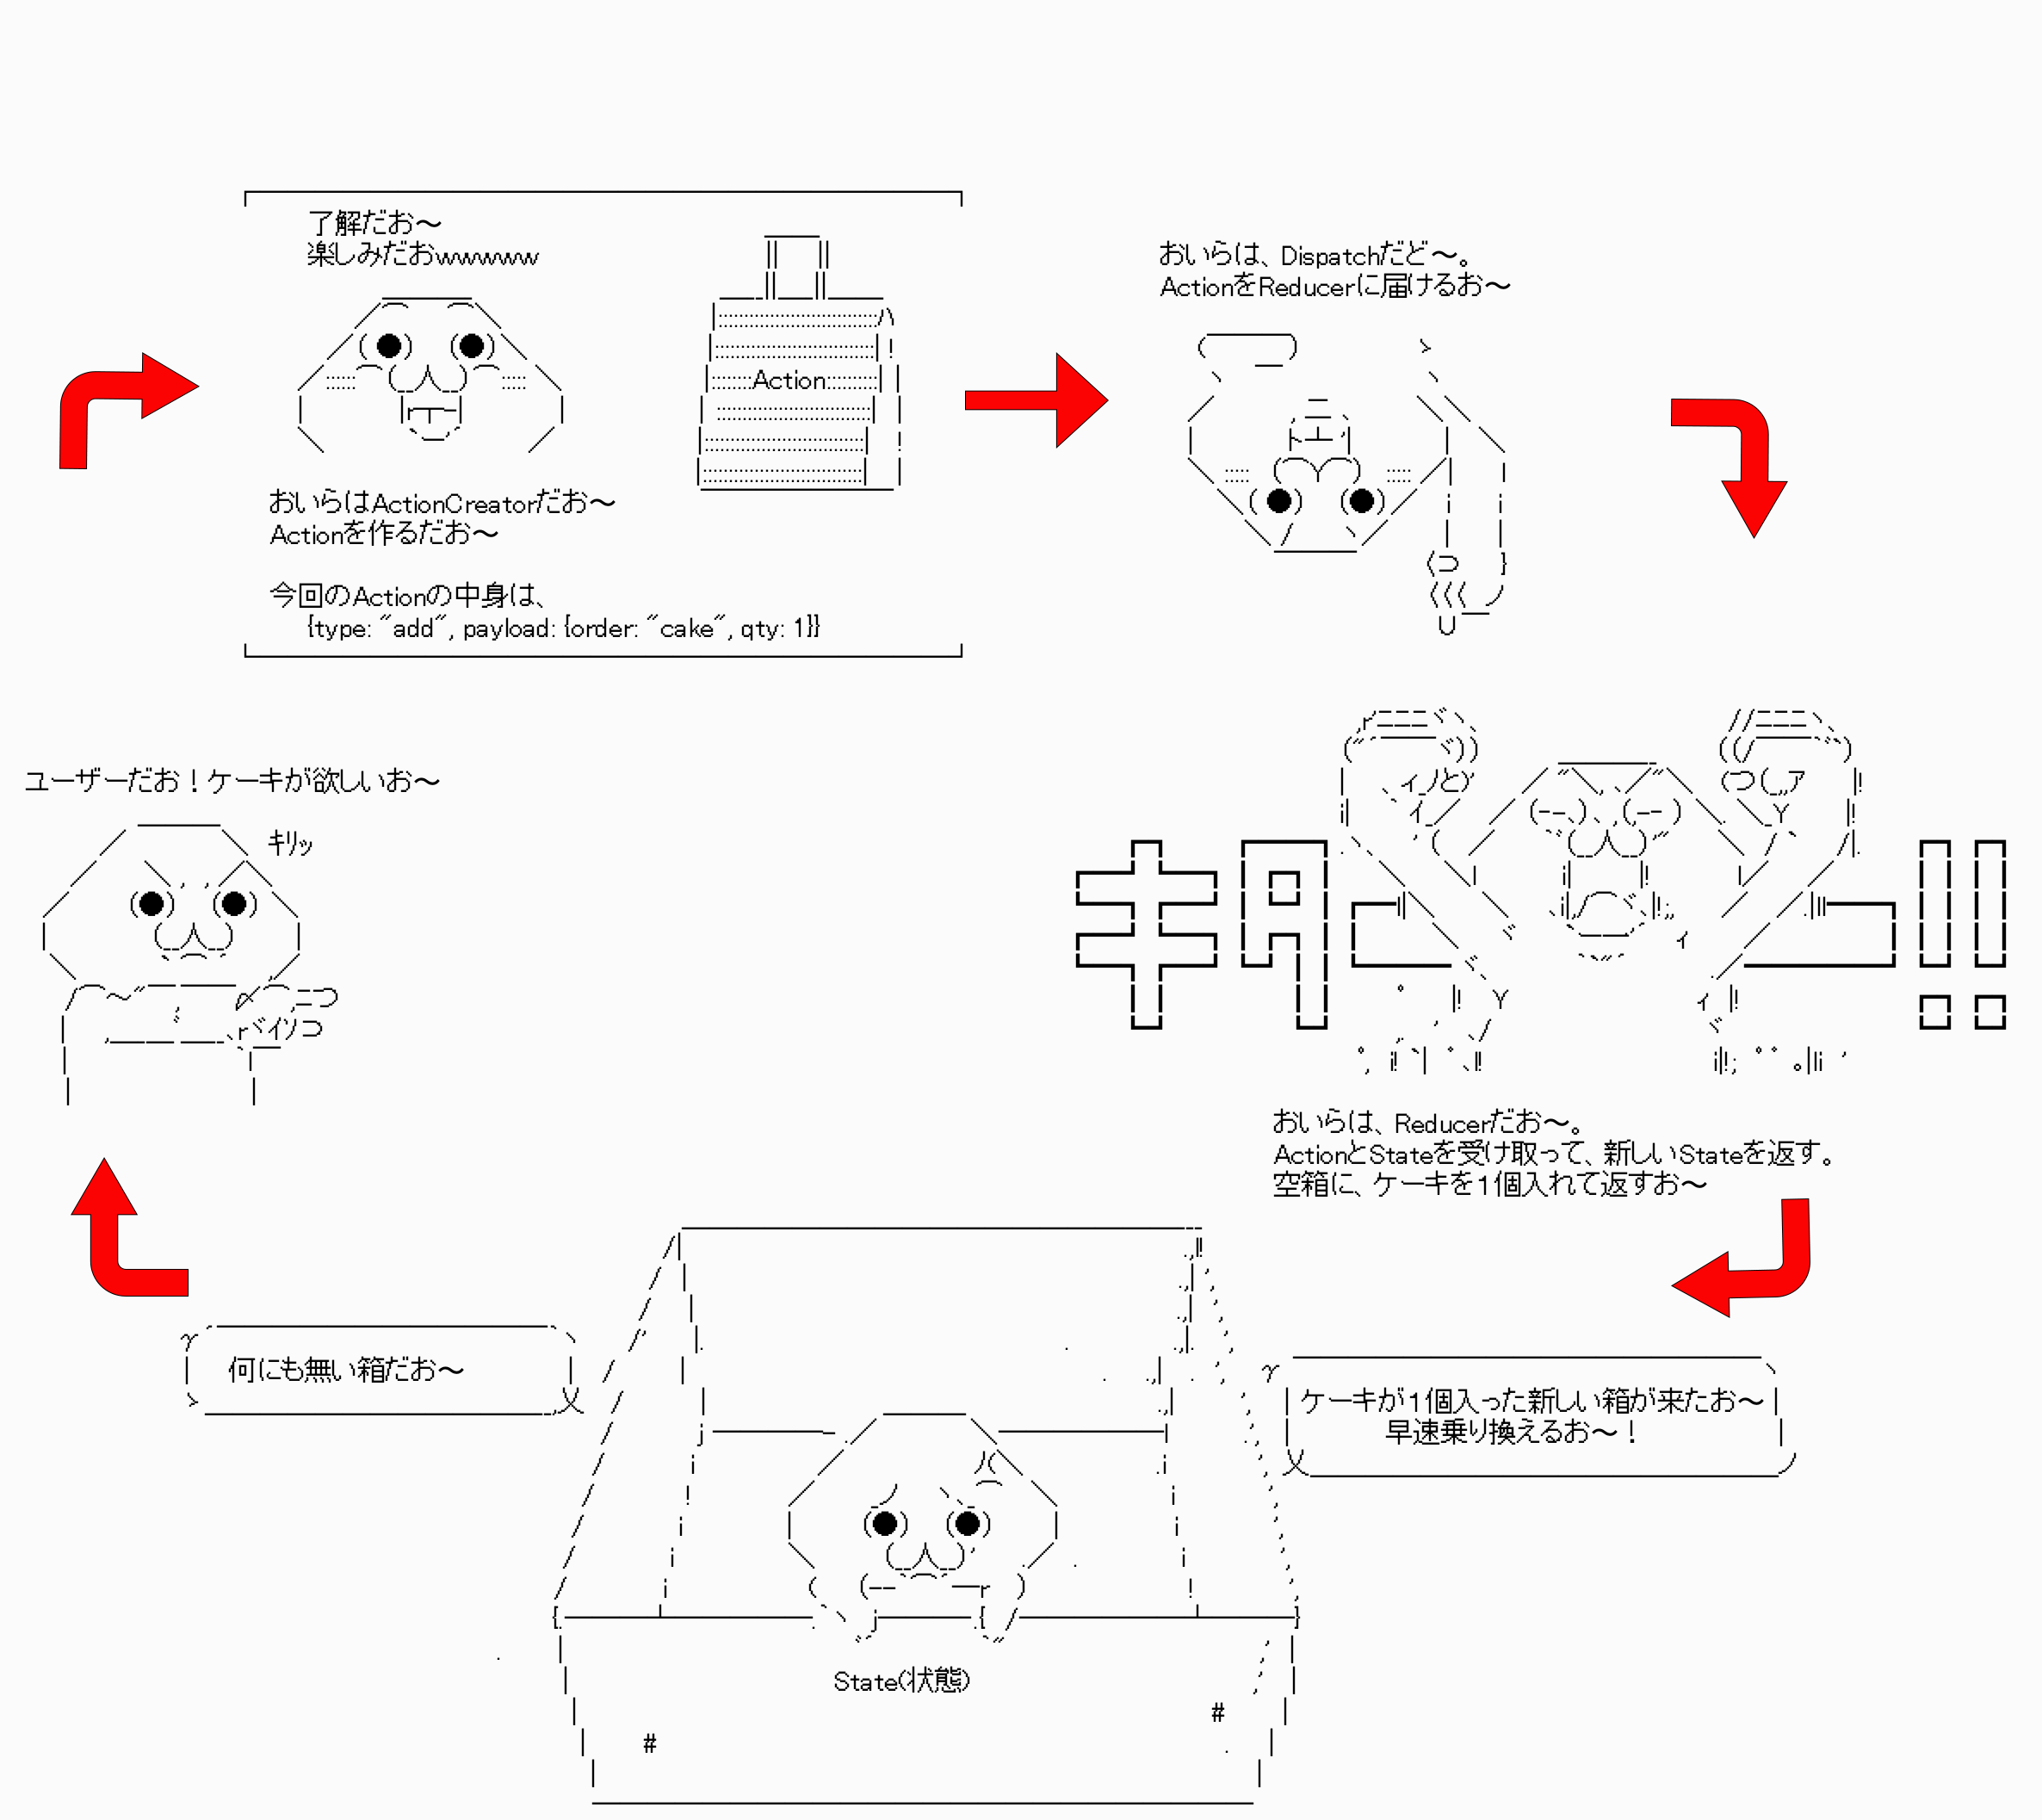 了解だお～
楽しみだおwwwwww
Action
おいらはActionCreatorだお～
Actionを作るだお～
今回のActionの中身は、
{type: "add", payload: {order: "cake", qty: 1}}
おいらは、Dispatchだど～。
ActionをReducerに届けるお～
ユーザーだお！ケーキが欲しいお～
ｷﾘｯ
キタ━━!!
おいらは、Reducerだお～。
ActionとStateを受け取って、新しいStateを返す。
空箱に、ケーキを１個入れて返すお～
何にも無い箱だお～
ケーキが１個入った新しい箱が来たお～
早速乗り換えるお～！
State(状態)